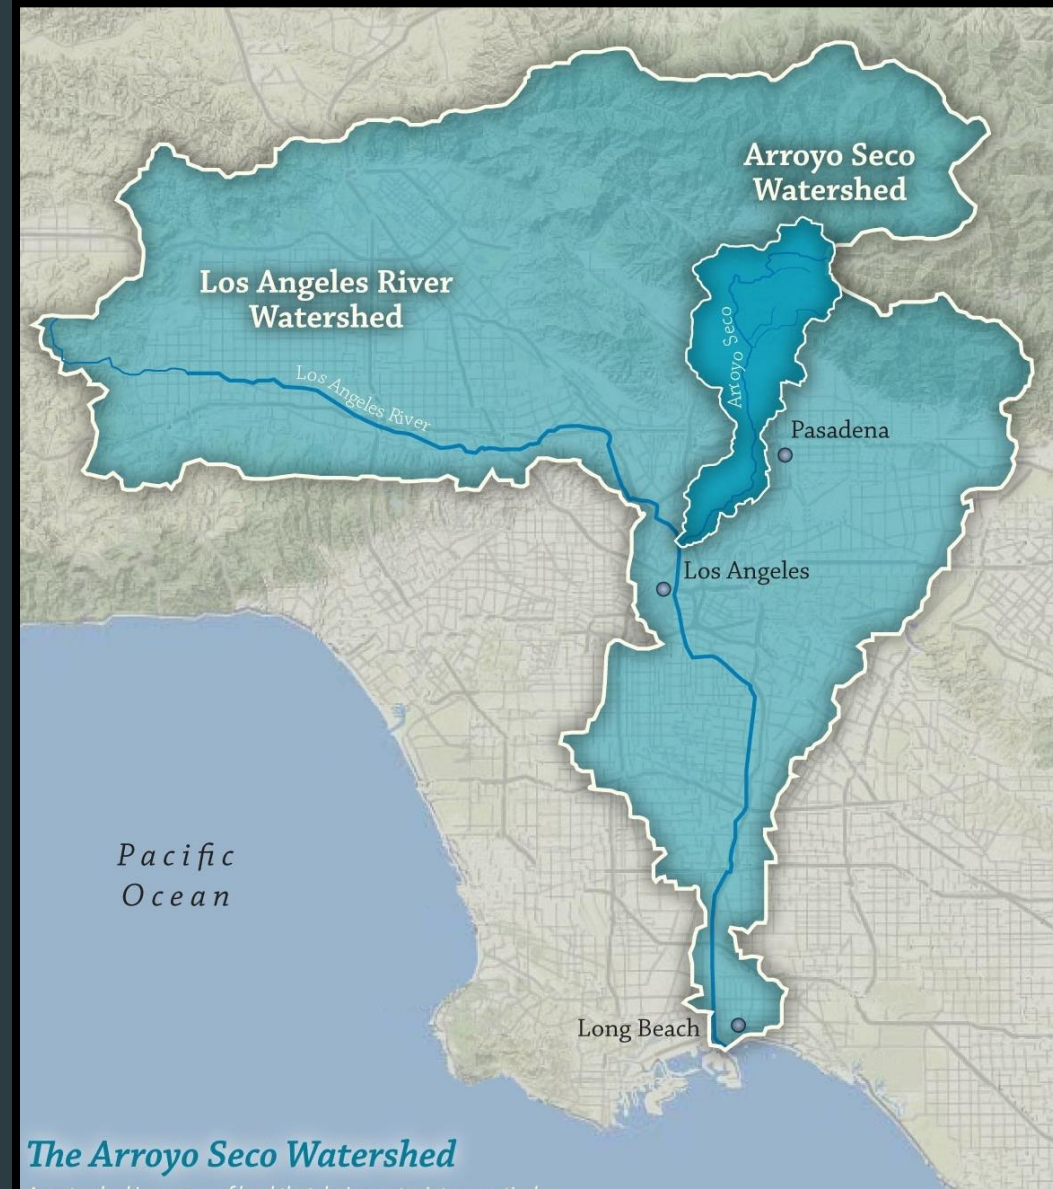 Arroyo Seco
Watershed
Los Angeles River
Watershed
Arroyo Seco
Los Angeles River
Pasadena
Los Angeles
Pacific
Ocean
Long Beach
The Arroyo Seco Watershed